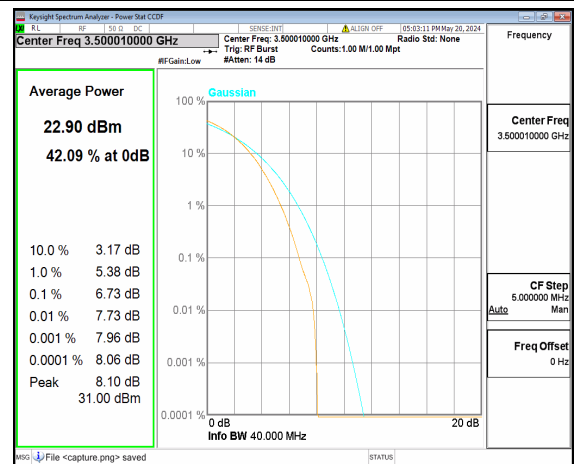 Keysight Spectrum Analyzer - Power Stat CCDF
RL RF 50 Ω DC SENSE:INT ALIGN OFF 05:03:11 PM May 20, 2024
Center Freq 3.500010000 GHz
Center Freq: 3.500010000 GHz Radio Std: None
Trig: RF Burst Counts:1.00 M/1.00 Mpt
#IFGain:Low #Atten: 14 dB
Frequency
Average Power
22.90 dBm
42.09 % at 0dB
10.0 % 3.17 dB
1.0 % 5.38 dB
0.1 % 6.73 dB
0.01 % 7.73 dB
0.001 % 7.96 dB
0.0001 % 8.06 dB
Peak 8.10 dB
31.00 dBm
Gaussian
100 %
10 %
1 %
0.1 %
0.01 %
0.001 %
0.0001 %
0 dB 20 dB
Info BW 40.000 MHz
Center Freq
3.500010000 GHz
CF Step
5.000000 MHz
Auto Man
Freq Offset
0 Hz
MSG File <capture.png> saved STATUS